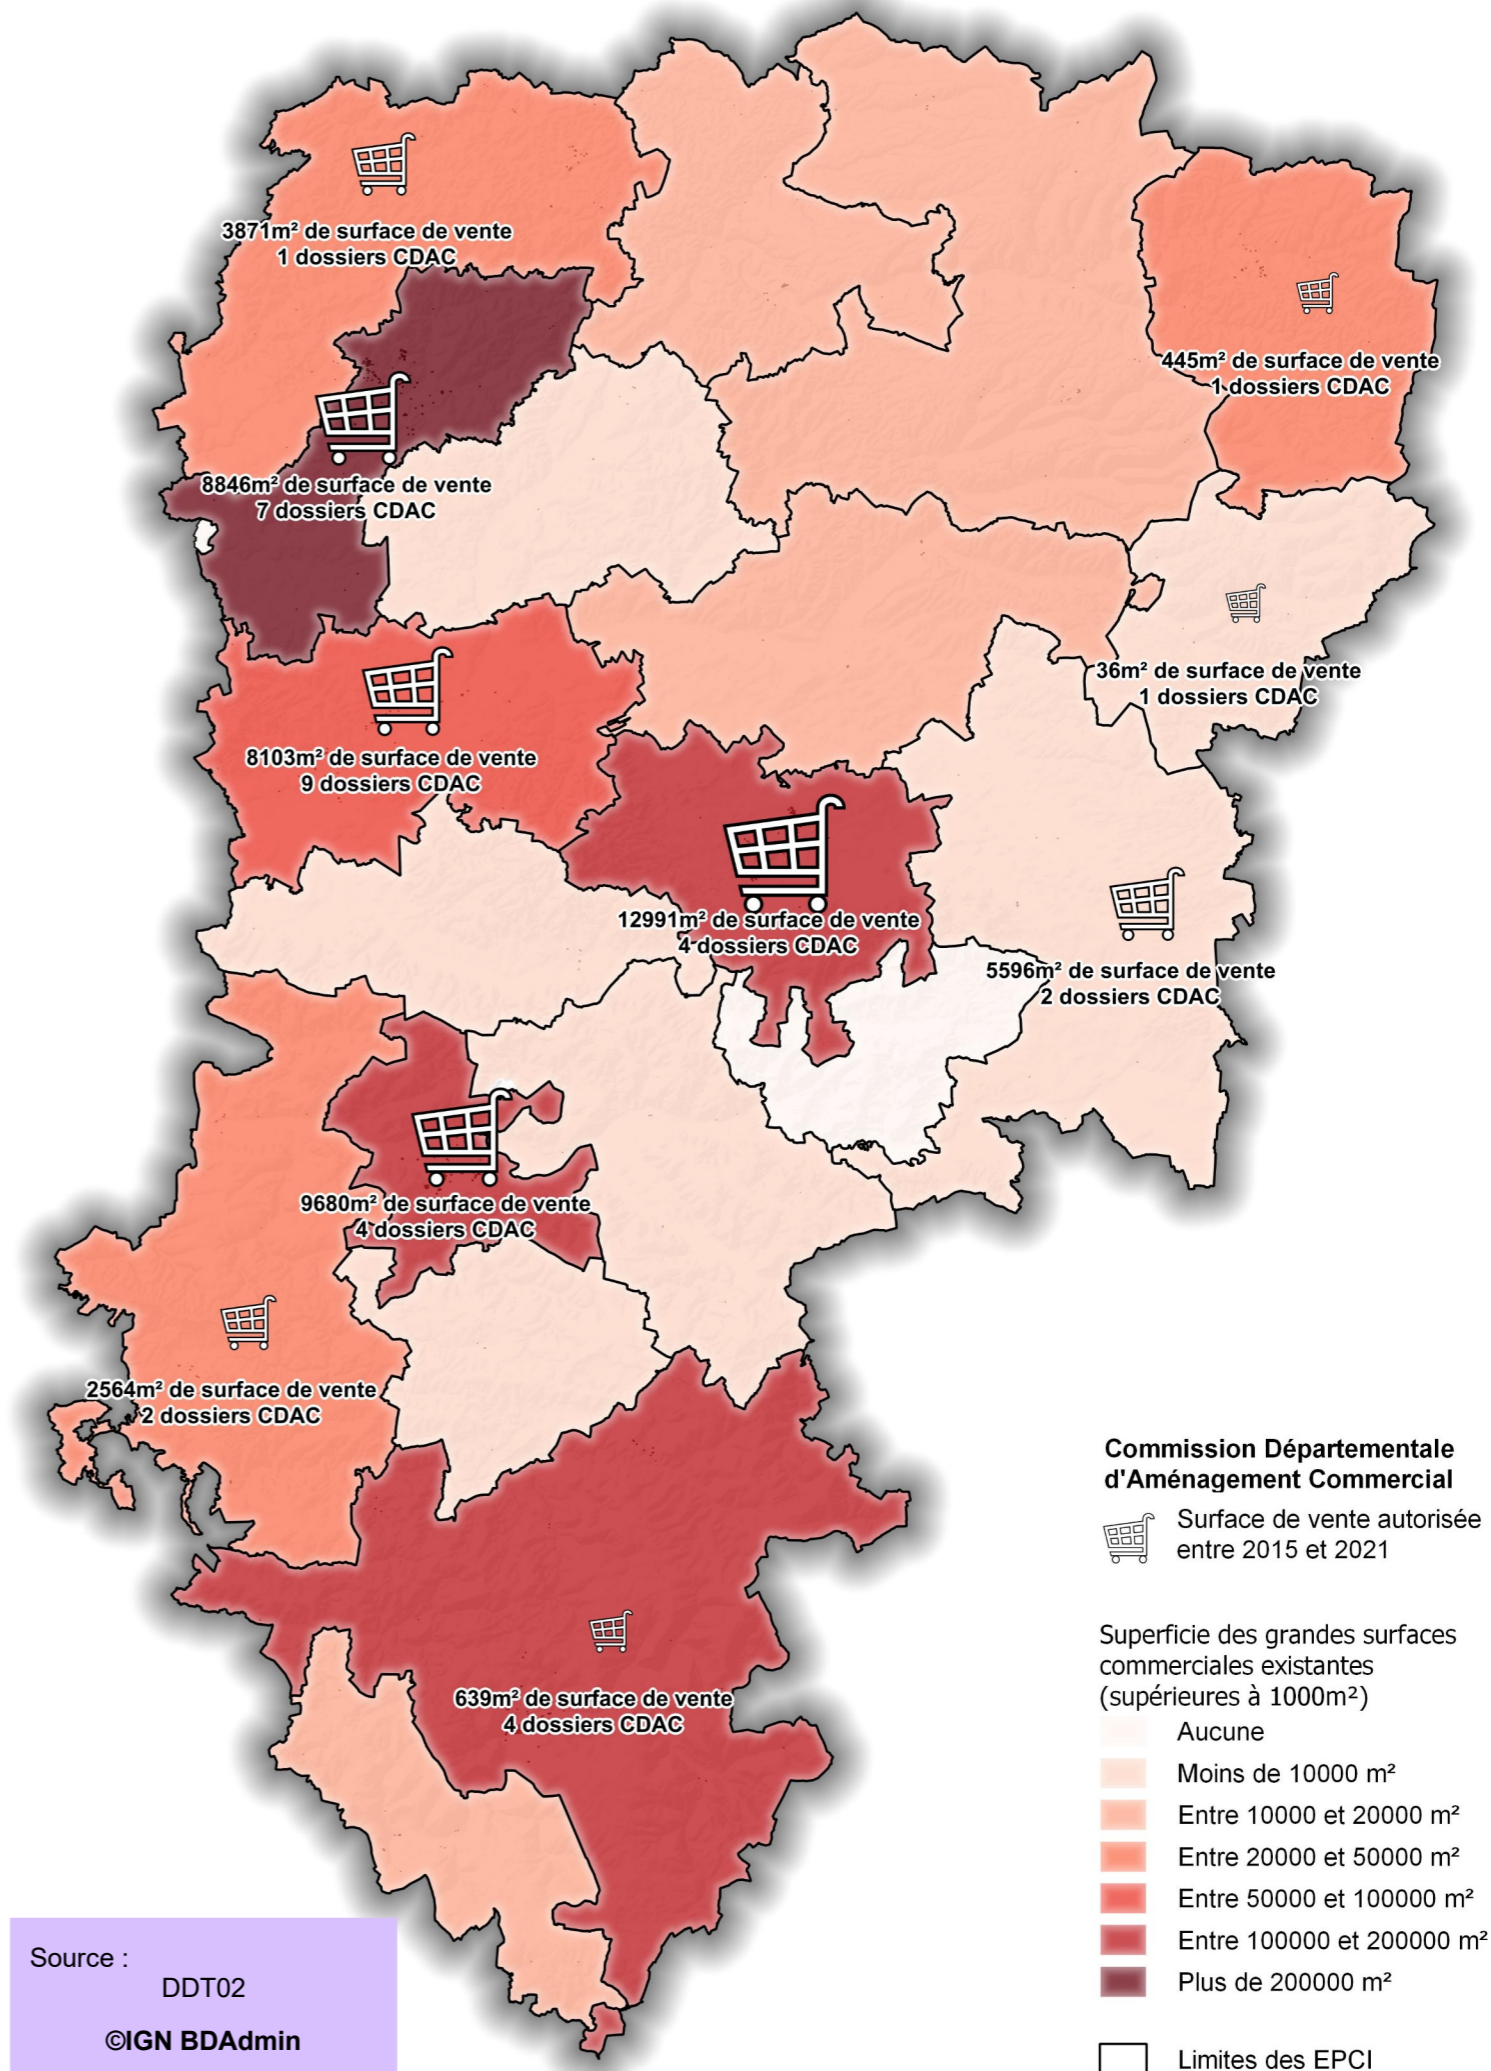 3871m² de surface de vente
1 dossiers CDAC
445m² de surface de vente
1 dossiers CDAC
8846m² de surface de vente
7 dossiers CDAC
36m² de surface de vente
1 dossiers CDAC
8103m² de surface de vente
9 dossiers CDAC
12991m² de surface de vente
4 dossiers CDAC
5596m² de surface de vente
2 dossiers CDAC
9680m² de surface de vente
4 dossiers CDAC
2564m² de surface de vente
2 dossiers CDAC
639m² de surface de vente
4 dossiers CDAC
Commission Départementale
d'Aménagement Commercial
Surface de vente autorisée
entre 2015 et 2021
Superficie des grandes surfaces
commerciales existantes
(supérieures à 1000m²)
Aucune
Moins de 10000 m²
Entre 10000 et 20000 m²
Entre 20000 et 50000 m²
Entre 50000 et 100000 m²
Entre 100000 et 200000 m²
Plus de 200000 m²
Limites des EPCI
Source :
DDT02
©IGN BDAdmin